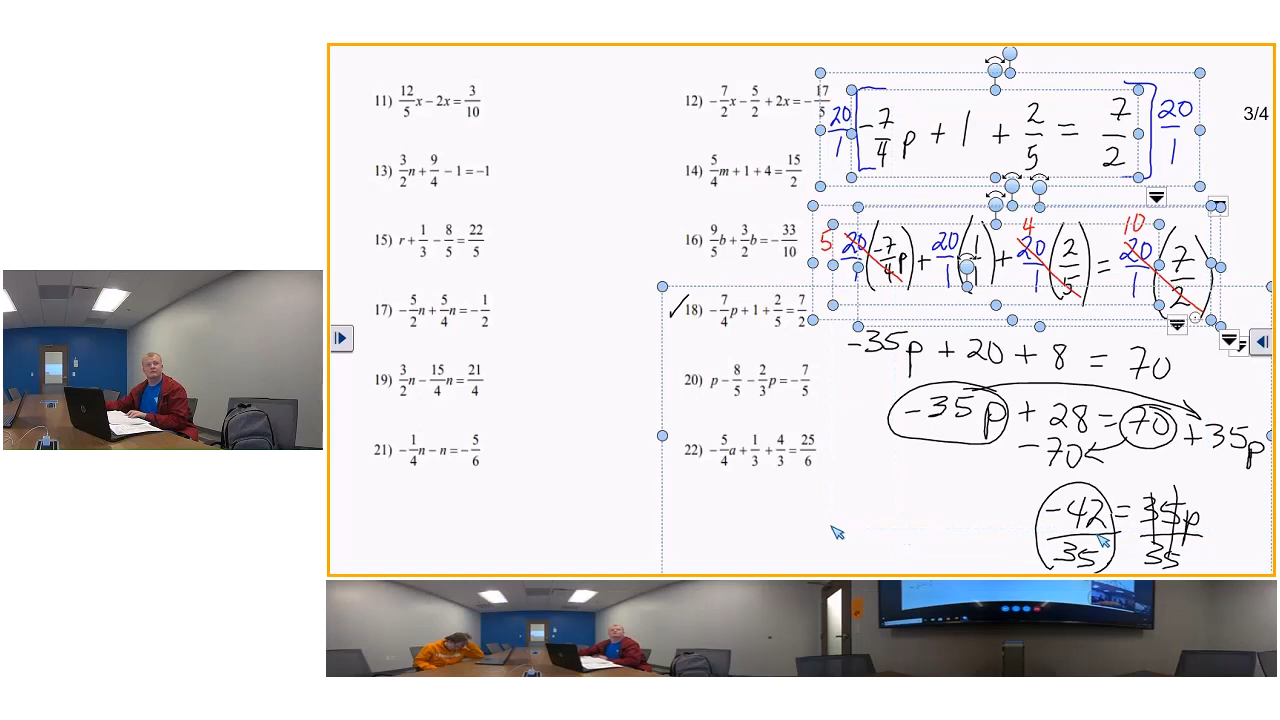 11) 12/5 x − 2x = 3/10
12) −7/2 x − 5/2 + 2x = −17/5
13) 3/2 n + 9/4 − 1 = −1
14) 5/4 m + 1 + 4 = 15/2
15) r + 1/3 − 8/5 = 22/5
16) 9/5 b + 3/2 b = −33/10
17) −5/2 n + 5/4 n = −1/2
✓ 18) −7/4 p + 1 + 2/5 = 7/2
19) 3/2 n − 15/4 n = 21/4
20) p − 8/5 − 2/3 p = −7/5
21) −1/4 n − n = −5/6
22) −5/4 a + 1/3 + 4/3 = 25/6
3/4
20/1 [ −7/4 p + 1 + 2/5 = 7/2 ] 20/1
5 4 10
20/1 (−7/4 p) + 20/1 (1/1) + 20/1 (2/5) = 20/1 (7/2)
−35p + 20 + 8 = 70
−35p + 28 = 70 + 35p
−70
−42/35 = 35p/35